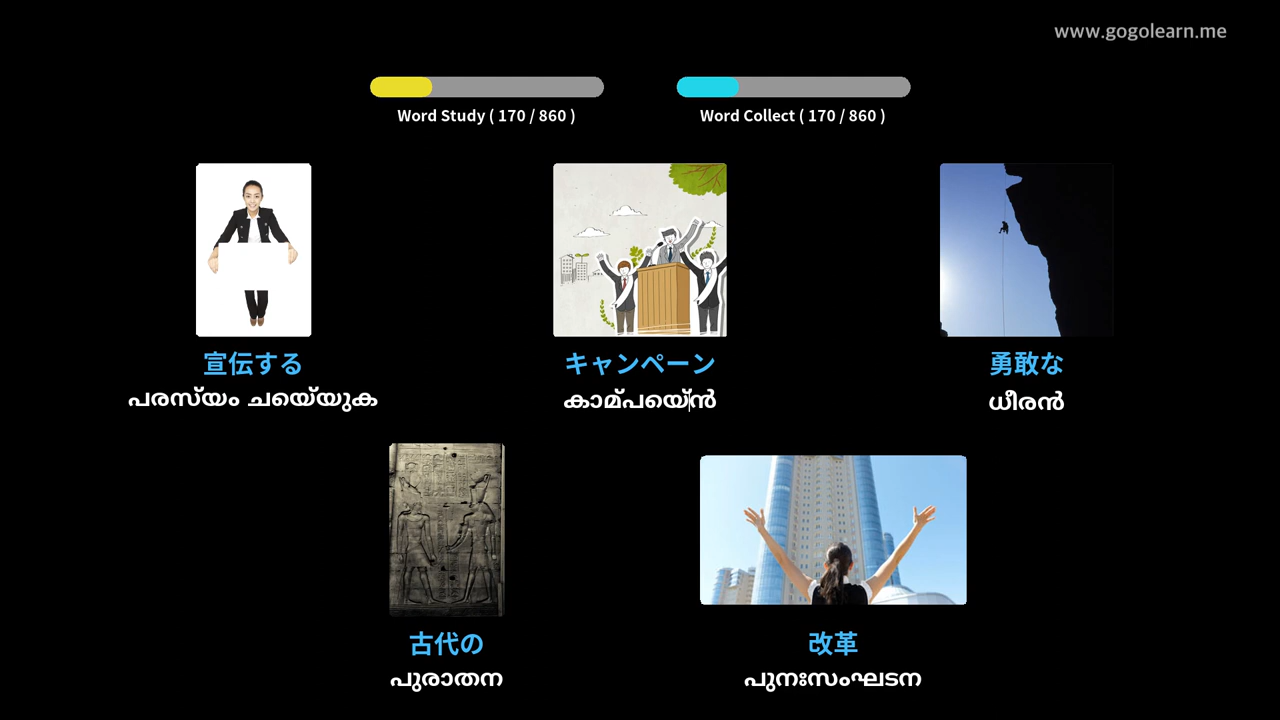 www.gogolearn.me
Word Study ( 170 / 860 )
Word Collect ( 170 / 860 )
宣伝する
キャンペーン
勇敢な
പരസ്യം ചെയ്യുക
കാമ്പയ്െൻ
ധീരൻ
古代の
改革
പുരാതന
പുനഃസംഘടന